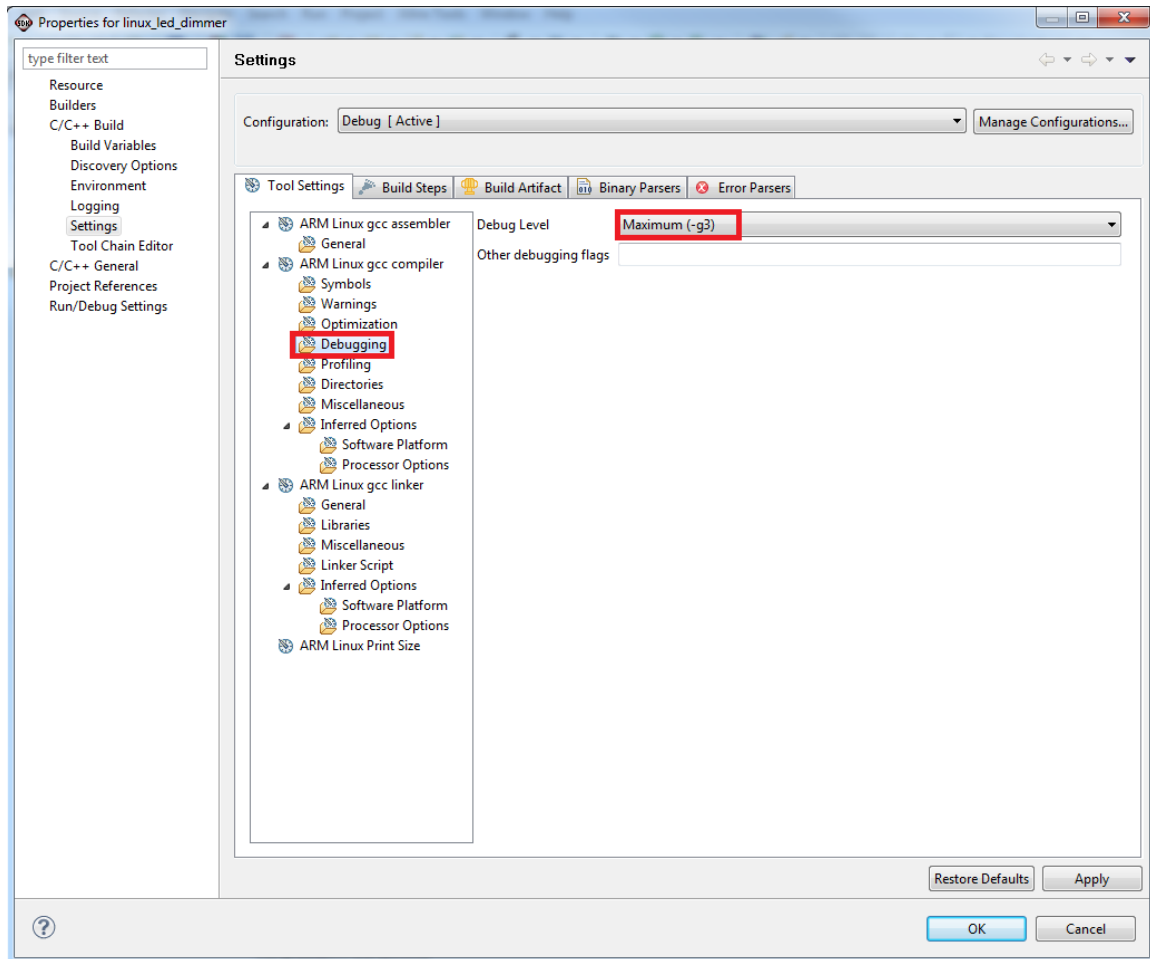 Properties for linux_led_dimmer
type filter text
Resource
Builders
C/C++ Build
Build Variables
Discovery Options
Environment
Logging
Settings
Tool Chain Editor
C/C++ General
Project References
Run/Debug Settings
Settings
Configuration: Debug [ Active ] Manage Configurations...
Tool Settings Build Steps Build Artifact Binary Parsers Error Parsers
ARM Linux gcc assembler
General
ARM Linux gcc compiler
Symbols
Warnings
Optimization
Debugging
Profiling
Directories
Miscellaneous
Inferred Options
Software Platform
Processor Options
ARM Linux gcc linker
General
Libraries
Miscellaneous
Linker Script
Inferred Options
Software Platform
Processor Options
ARM Linux Print Size
Debug Level Maximum (-g3)
Other debugging flags
Restore Defaults Apply
OK Cancel